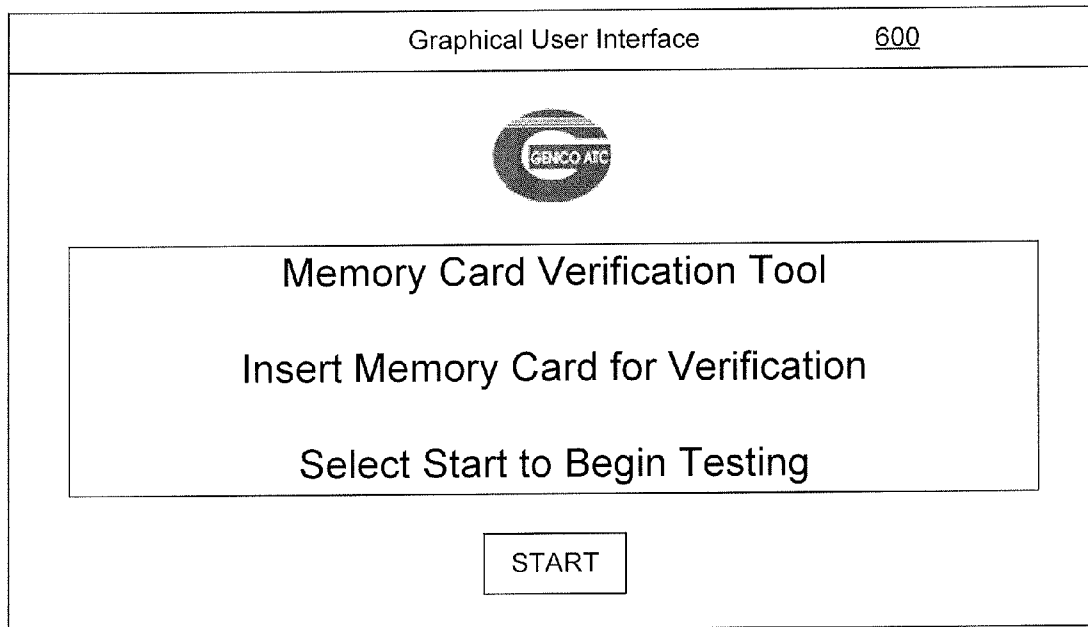 Graphical User Interface 600
GENCO ATC
Memory Card Verification Tool
Insert Memory Card for Verification
Select Start to Begin Testing
START